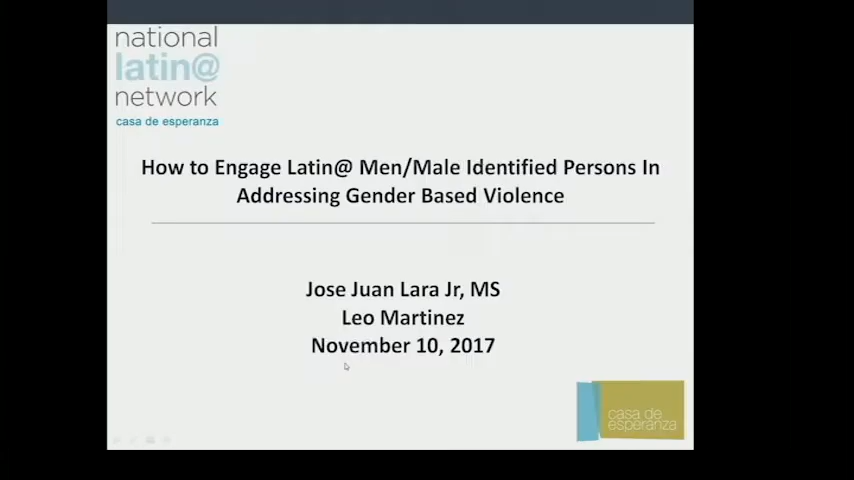 national
latin@
network
casa de esperanza
How to Engage Latin@ Men/Male Identified Persons In
Addressing Gender Based Violence
Jose Juan Lara Jr, MS
Leo Martinez
November 10, 2017
casa de
esperanza